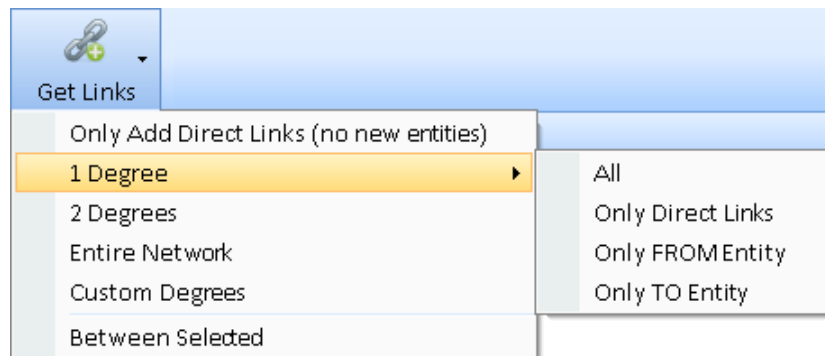 Get Links
Only Add Direct Links (no new entities)
1 Degree
2 Degrees
Entire Network
Custom Degrees
Between Selected
All
Only Direct Links
Only FROM Entity
Only TO Entity